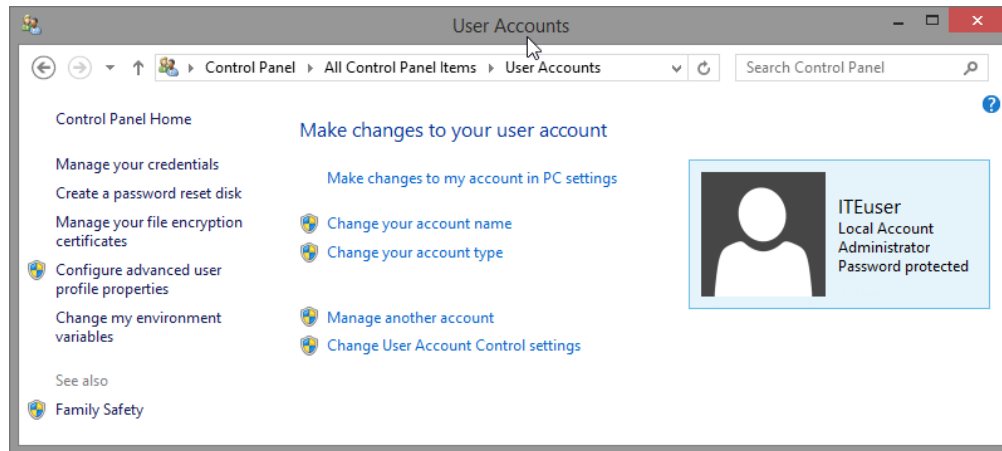 User Accounts
Control Panel All Control Panel Items User Accounts
Search Control Panel
Control Panel Home
Manage your credentials
Create a password reset disk
Manage your file encryption
certificates
Configure advanced user
profile properties
Change my environment
variables
See also
Family Safety
Make changes to your user account
Make changes to my account in PC settings
Change your account name
Change your account type
Manage another account
Change User Account Control settings
ITEuser
Local Account
Administrator
Password protected